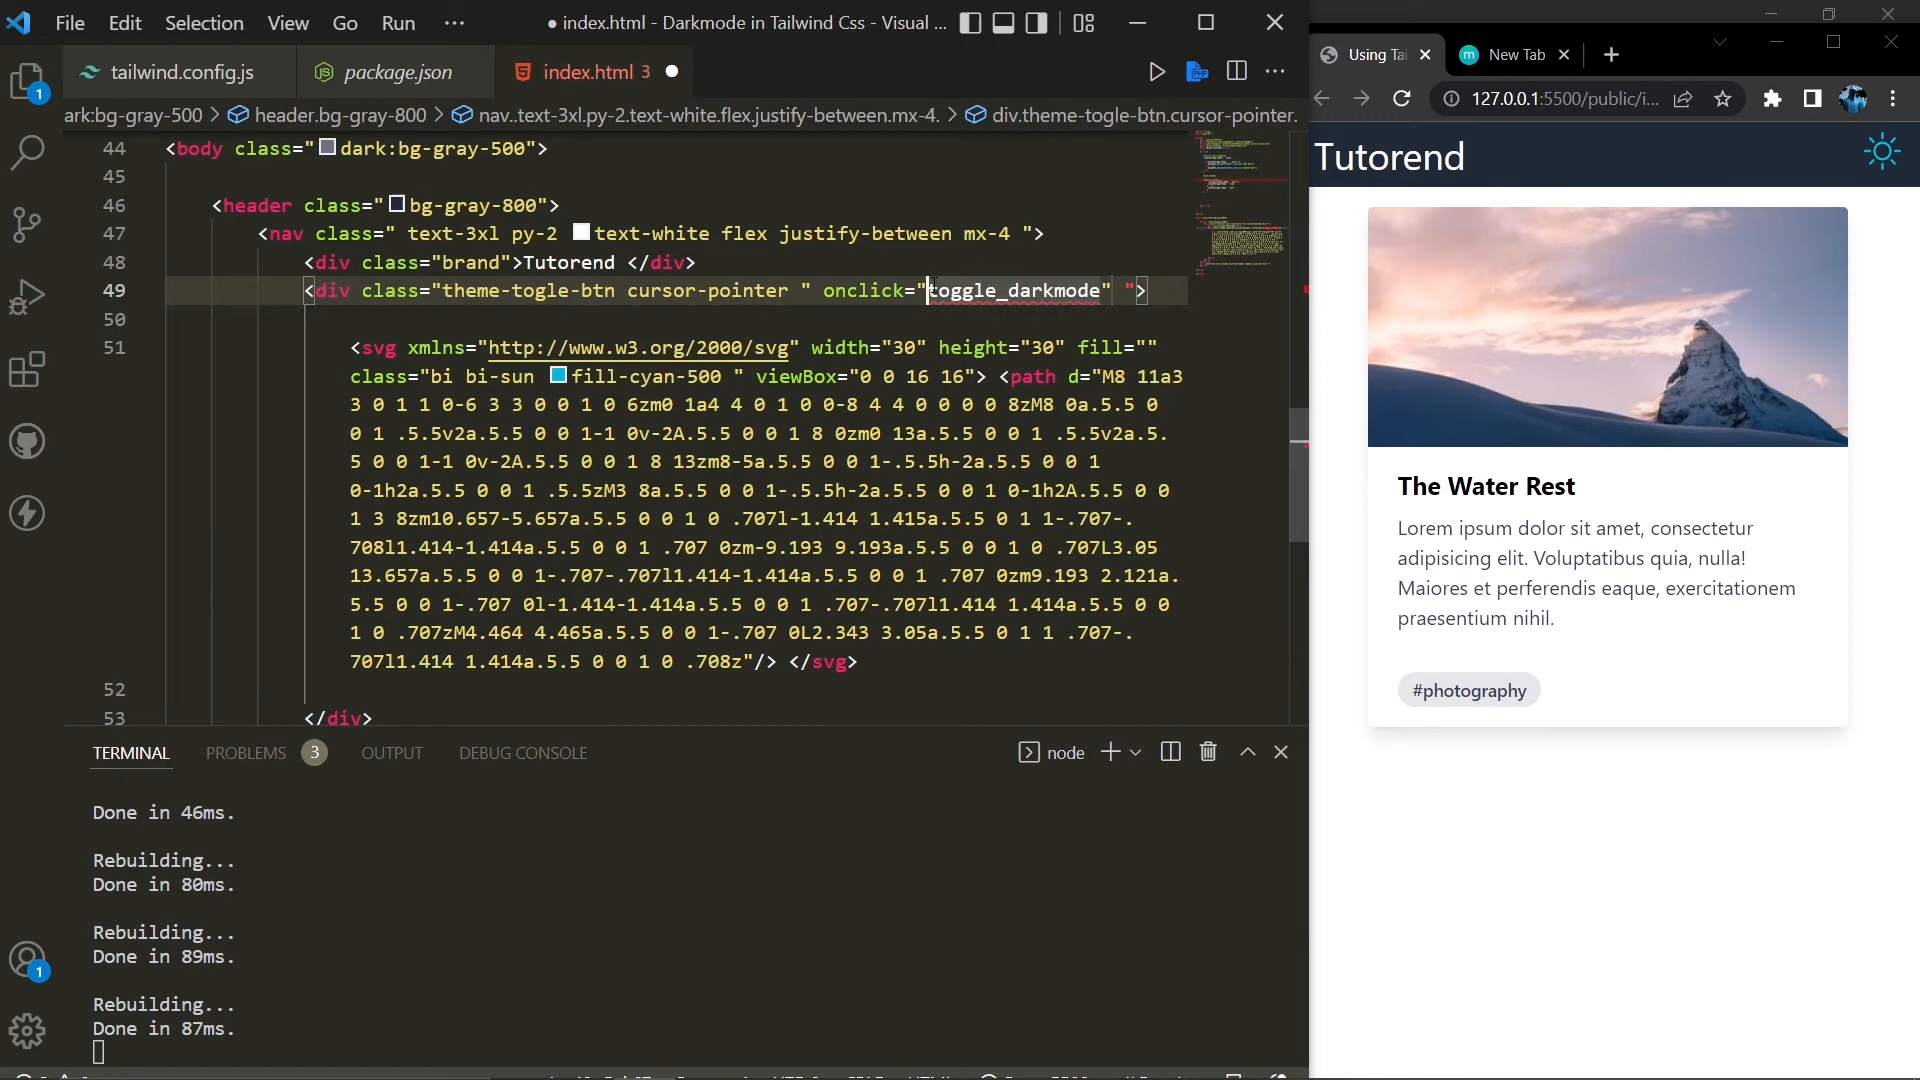 File Edit Selection View Go Run ··· ● index.html - Darkmode in Tailwind Css - Visual ...
tailwind.config.js package.json index.html 3 ●
ark:bg-gray-500 > header.bg-gray-800 > nav..text-3xl.py-2.text-white.flex.justify-between.mx-4. > div.theme-togle-btn.cursor-pointer.
44 <body class="dark:bg-gray-500">
45
46 <header class="bg-gray-800">
47 <nav class=" text-3xl py-2 text-white flex justify-between mx-4 ">
48 <div class="brand">Tutorend </div>
49 <div class="theme-togle-btn cursor-pointer " onclick="toggle_darkmode" ">
50
51 <svg xmlns="http://www.w3.org/2000/svg" width="30" height="30" fill=""
class="bi bi-sun fill-cyan-500 " viewBox="0 0 16 16"> <path d="M8 11a3
3 0 1 1 0-6 3 3 0 0 1 0 6zm0 1a4 4 0 1 0 0-8 4 4 0 0 0 0 8zM8 0a.5.5 0
0 1 .5.5v2a.5.5 0 0 1-1 0v-2A.5.5 0 0 1 8 0zm0 13a.5.5 0 0 1 .5.5v2a.5.
5 0 0 1-1 0v-2A.5.5 0 0 1 8 13zm8-5a.5.5 0 0 1-.5.5h-2a.5.5 0 0 1
0-1h2a.5.5 0 0 1 .5.5zM3 8a.5.5 0 0 1-.5.5h-2a.5.5 0 0 1 0-1h2A.5.5 0 0
1 3 8zm10.657-5.657a.5.5 0 0 1 0 .707l-1.414 1.415a.5.5 0 1 1-.707-.
708l1.414-1.414a.5.5 0 0 1 .707 0zm-9.193 9.193a.5.5 0 0 1 0 .707L3.05
13.657a.5.5 0 0 1-.707-.707l1.414-1.414a.5.5 0 0 1 .707 0zm9.193 2.121a.
5.5 0 0 1-.707 0l-1.414-1.414a.5.5 0 0 1 .707-.707l1.414 1.414a.5.5 0 0
1 0 .707zM4.464 4.465a.5.5 0 0 1-.707 0L2.343 3.05a.5.5 0 1 1 .707-.
707l1.414 1.414a.5.5 0 0 1 0 .708z"/> </svg>
52
53 </div>
TERMINAL PROBLEMS 3 OUTPUT DEBUG CONSOLE node
Done in 46ms.
Rebuilding...
Done in 80ms.
Rebuilding...
Done in 89ms.
Rebuilding...
Done in 87ms.
1
1
Using Tai m New Tab
127.0.0.1:5500/public/i...
Tutorend
The Water Rest
Lorem ipsum dolor sit amet, consectetur
adipisicing elit. Voluptatibus quia, nulla!
Maiores et perferendis eaque, exercitationem
praesentium nihil.
#photography